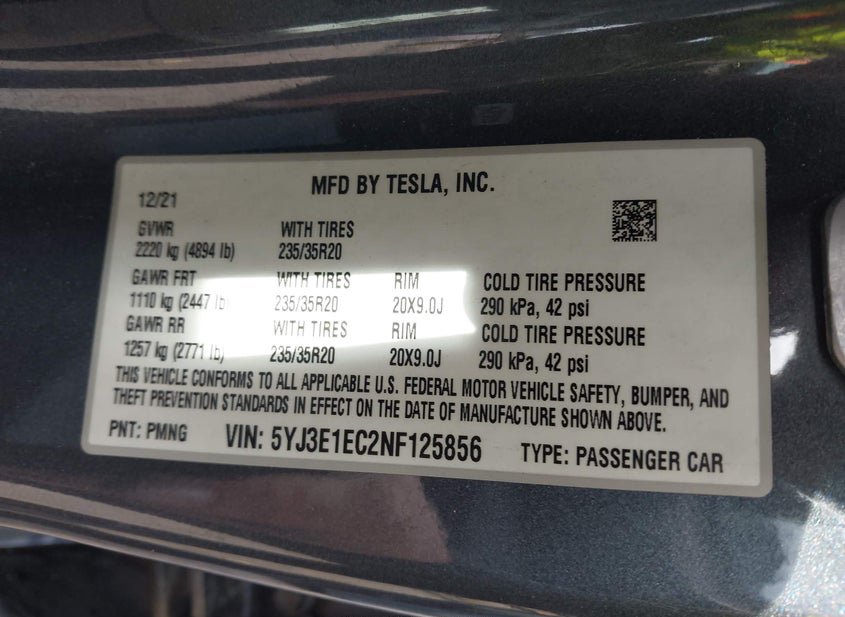 MFD BY TESLA, INC.
12/21
GVWR WITH TIRES
2220 kg (4894 lb) 235/35R20
GAWR FRT WITH TIRES RIM COLD TIRE PRESSURE
1110 kg (2447 lb) 235/35R20 20X9.0J 290 kPa, 42 psi
GAWR RR WITH TIRES RIM COLD TIRE PRESSURE
1257 kg (2771 lb) 235/35R20 20X9.0J 290 kPa, 42 psi
THIS VEHICLE CONFORMS TO ALL APPLICABLE U.S. FEDERAL MOTOR VEHICLE SAFETY, BUMPER, AND
THEFT PREVENTION STANDARDS IN EFFECT ON THE DATE OF MANUFACTURE SHOWN ABOVE.
PNT: PMNG VIN: 5YJ3E1EC2NF125856 TYPE: PASSENGER CAR